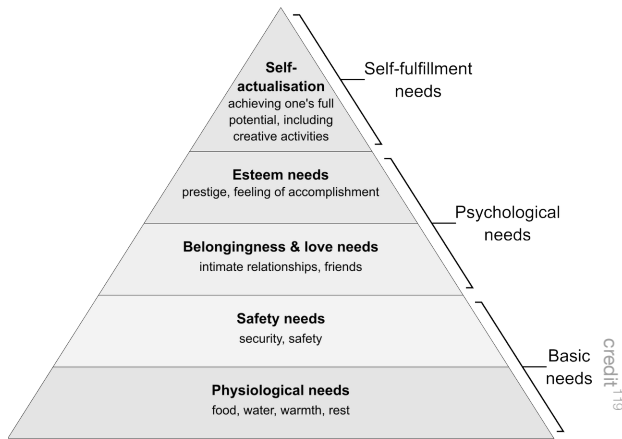 Self-
actualisation
achieving one's full
potential, including
creative activities
Self-fulfillment
needs
Esteem needs
prestige, feeling of accomplishment
Psychological
needs
Belongingness & love needs
intimate relationships, friends
Safety needs
security, safety
Basic
needs
Physiological needs
food, water, warmth, rest
credit 119